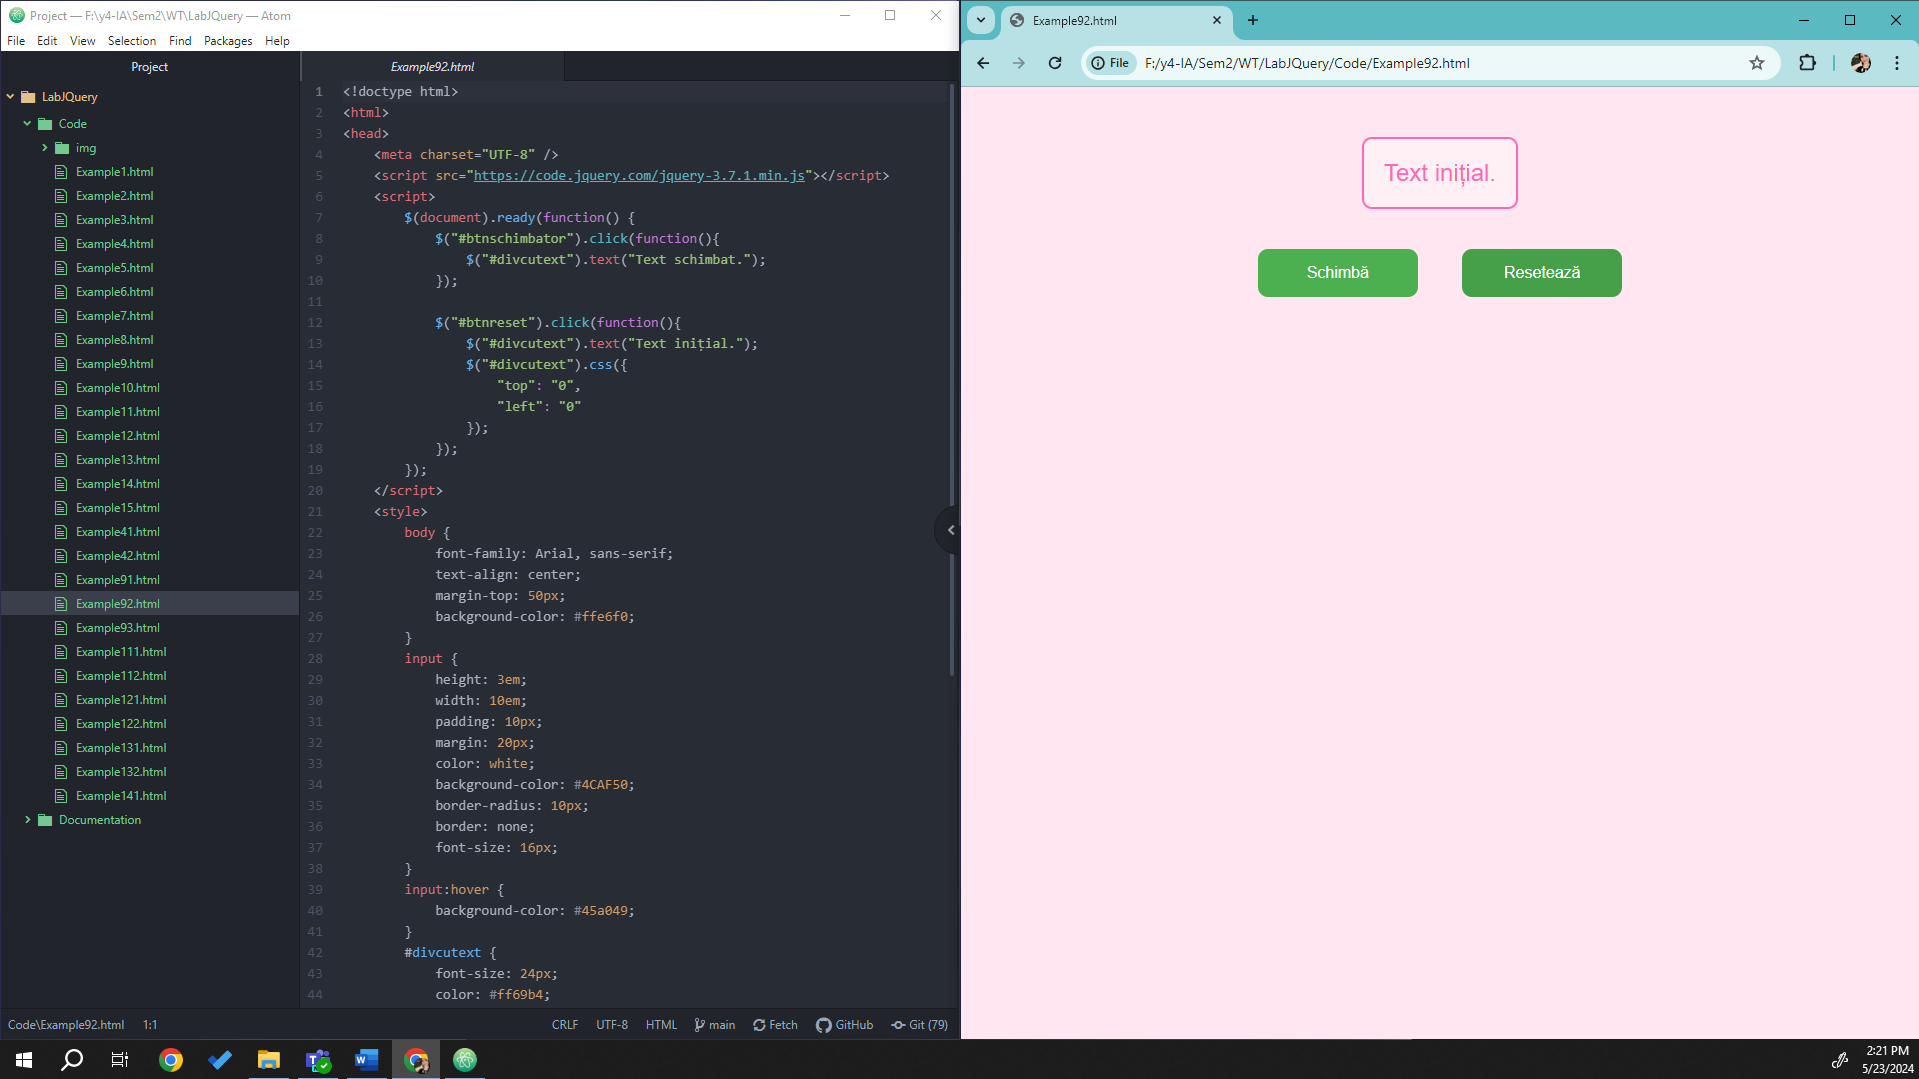 Project — F:\y4-IA\Sem2\WT\LabJQuery — Atom
File Edit View Selection Find Packages Help
Project
LabJQuery
Code
img
Example1.html
Example2.html
Example3.html
Example4.html
Example5.html
Example6.html
Example7.html
Example8.html
Example9.html
Example10.html
Example11.html
Example12.html
Example13.html
Example14.html
Example15.html
Example41.html
Example42.html
Example91.html
Example92.html
Example93.html
Example111.html
Example112.html
Example121.html
Example122.html
Example131.html
Example132.html
Example141.html
Documentation
Example92.html
1 <!doctype html>
2 <html>
3 <head>
4 <meta charset="UTF-8" />
5 <script src="https://code.jquery.com/jquery-3.7.1.min.js"></script>
6 <script>
7 $(document).ready(function() {
8 $("#btnschimbator").click(function(){
9 $("#divcutext").text("Text schimbat.");
10 });
11
12 $("#btnreset").click(function(){
13 $("#divcutext").text("Text inițial.");
14 $("#divcutext").css({
15 "top": "0",
16 "left": "0"
17 });
18 });
19 });
20 </script>
21 <style>
22 body {
23 font-family: Arial, sans-serif;
24 text-align: center;
25 margin-top: 50px;
26 background-color: #ffe6f0;
27 }
28 input {
29 height: 3em;
30 width: 10em;
31 padding: 10px;
32 margin: 20px;
33 color: white;
34 background-color: #4CAF50;
35 border-radius: 10px;
36 border: none;
37 font-size: 16px;
38 }
39 input:hover {
40 background-color: #45a049;
41 }
42 #divcutext {
43 font-size: 24px;
44 color: #ff69b4;
Code\Example92.html 1:1 CRLF UTF-8 HTML main Fetch GitHub Git (79)
Example92.html
File F:/y4-IA/Sem2/WT/LabJQuery/Code/Example92.html
Text inițial.
Schimbă Resetează
2:21 PM
5/23/2024